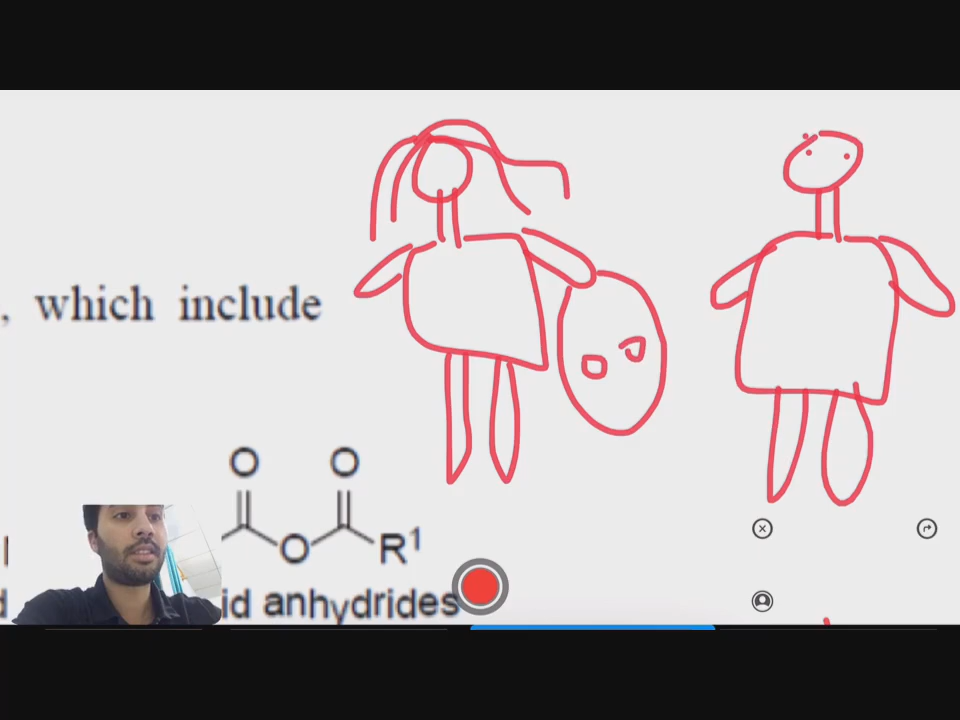 , which include
O O
O R¹
id anhydrides